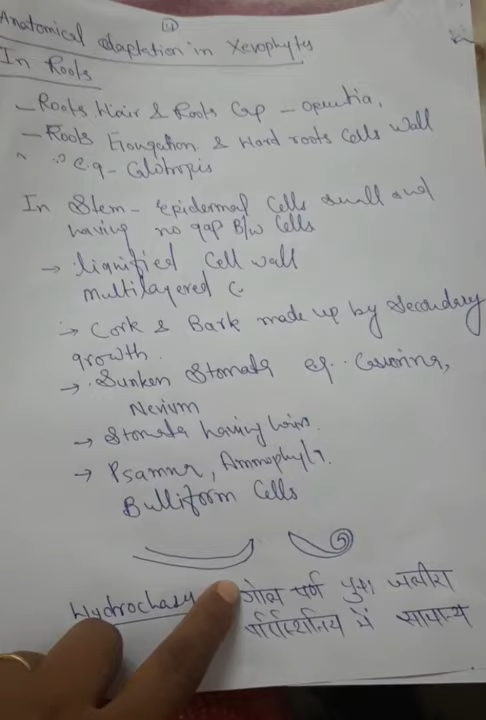 (4)
Anatomical adaptation in Xerophytes
In Roots
- Roots Hair & Roots Cap - Opuntia,
- Roots Elongation & Hard roots Cells Wall
e.g - Calotropis
In Stem - epidermal Cells small and
having no gap B/w Cells
→ lignified Cell wall
multilayered C
→ Cork & Bark made up by Secondary
growth.
→ Sunken Stomata eg.
Nerium
→ Stomata having hairs.
→ Psamma, Ammophyla
Bulliform Cells
Hydrochasy गोल पर्ण
में सामान्य